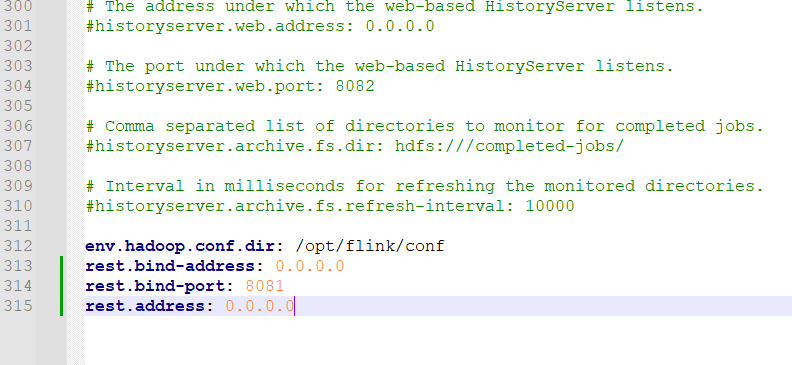 300 # The address under which the web-based HistoryServer listens.
301 #historyserver.web.address: 0.0.0.0
302
303 # The port under which the web-based HistoryServer listens.
304 #historyserver.web.port: 8082
305
306 # Comma separated list of directories to monitor for completed jobs.
307 #historyserver.archive.fs.dir: hdfs:///completed-jobs/
308
309 # Interval in milliseconds for refreshing the monitored directories.
310 #historyserver.archive.fs.refresh-interval: 10000
311
312 env.hadoop.conf.dir: /opt/flink/conf
313 rest.bind-address: 0.0.0.0
314 rest.bind-port: 8081
315 rest.address: 0.0.0.0